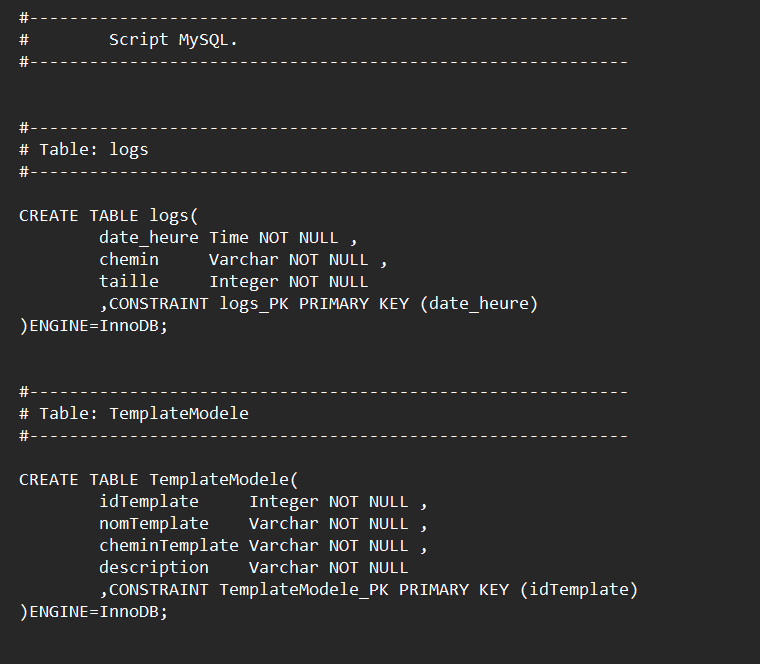 #------------------------------------------------------------
#        Script MySQL.
#------------------------------------------------------------
#------------------------------------------------------------
# Table: logs
#------------------------------------------------------------
CREATE TABLE logs(
        date_heure Time NOT NULL ,
        chemin     Varchar NOT NULL ,
        taille     Integer NOT NULL
        ,CONSTRAINT logs_PK PRIMARY KEY (date_heure)
)ENGINE=InnoDB;
#------------------------------------------------------------
# Table: TemplateModele
#------------------------------------------------------------
CREATE TABLE TemplateModele(
        idTemplate     Integer NOT NULL ,
        nomTemplate    Varchar NOT NULL ,
        cheminTemplate Varchar NOT NULL ,
        description    Varchar NOT NULL
        ,CONSTRAINT TemplateModele_PK PRIMARY KEY (idTemplate)
)ENGINE=InnoDB;